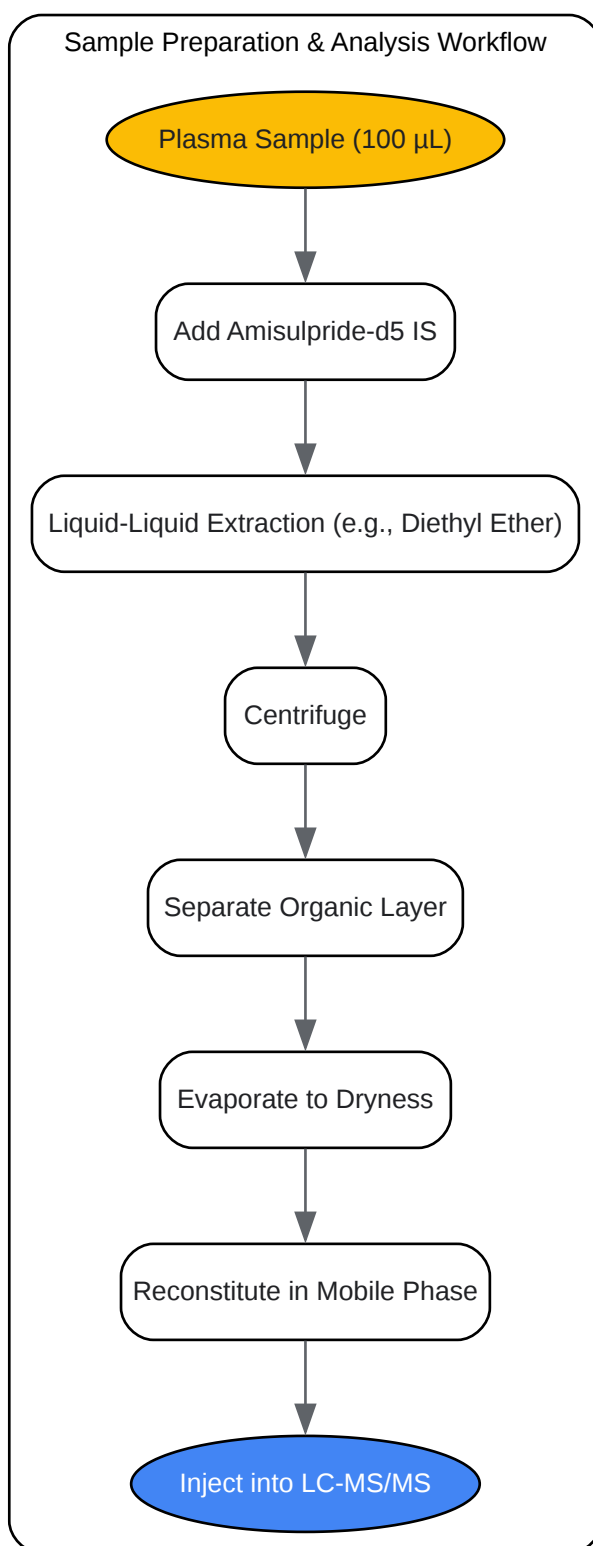 Sample Preparation & Analysis Workflow
Plasma Sample (100 µL)
Add Amisulpride-d5 IS
Liquid-Liquid Extraction (e.g., Diethyl Ether)
Centrifuge
Separate Organic Layer
Evaporate to Dryness
Reconstitute in Mobile Phase
Inject into LC-MS/MS